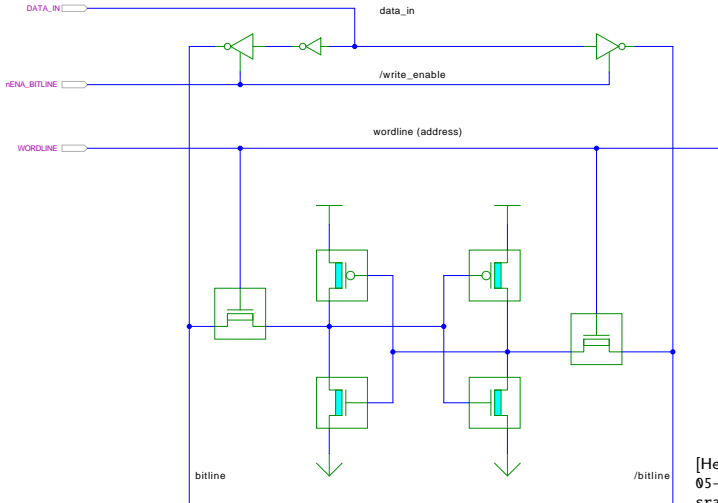 DATA_IN
data_in
nENA_BITLINE
/write_enable
WORDLINE
wordline (address)
bitline
/bitline
[He
05-